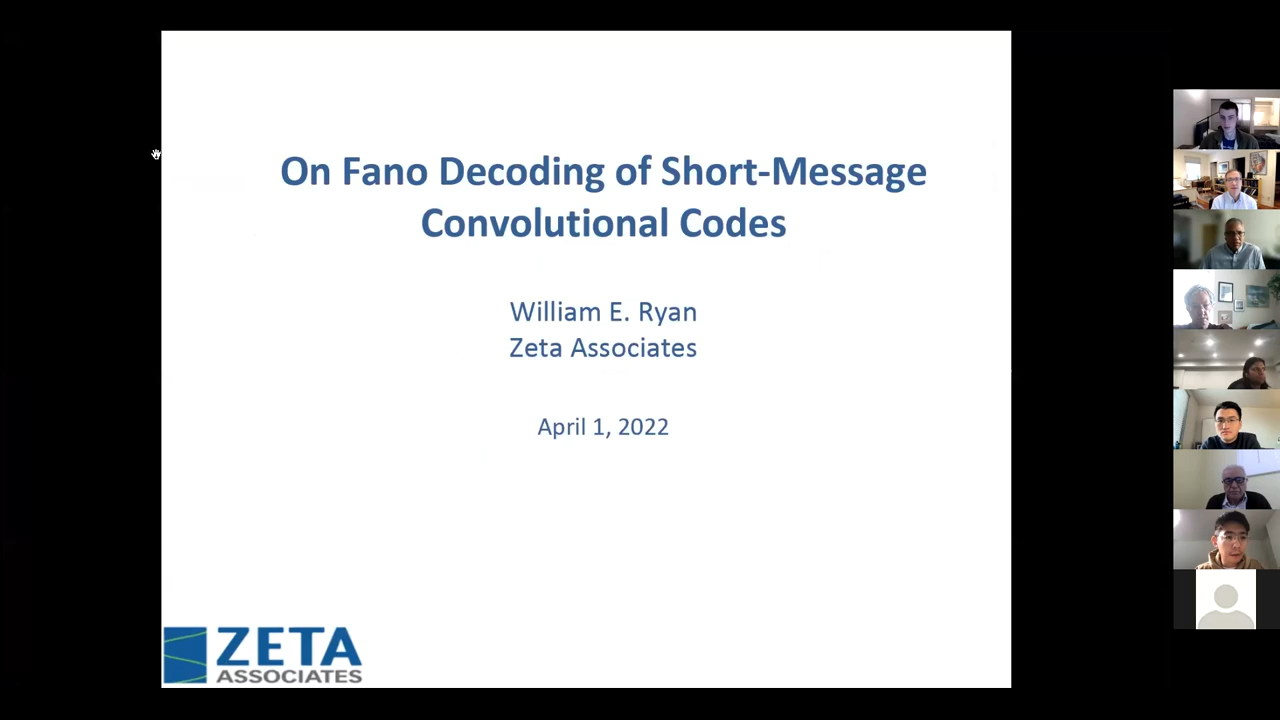 On Fano Decoding of Short-Message
Convolutional Codes
William E. Ryan
Zeta Associates
April 1, 2022
ZETA
ASSOCIATES